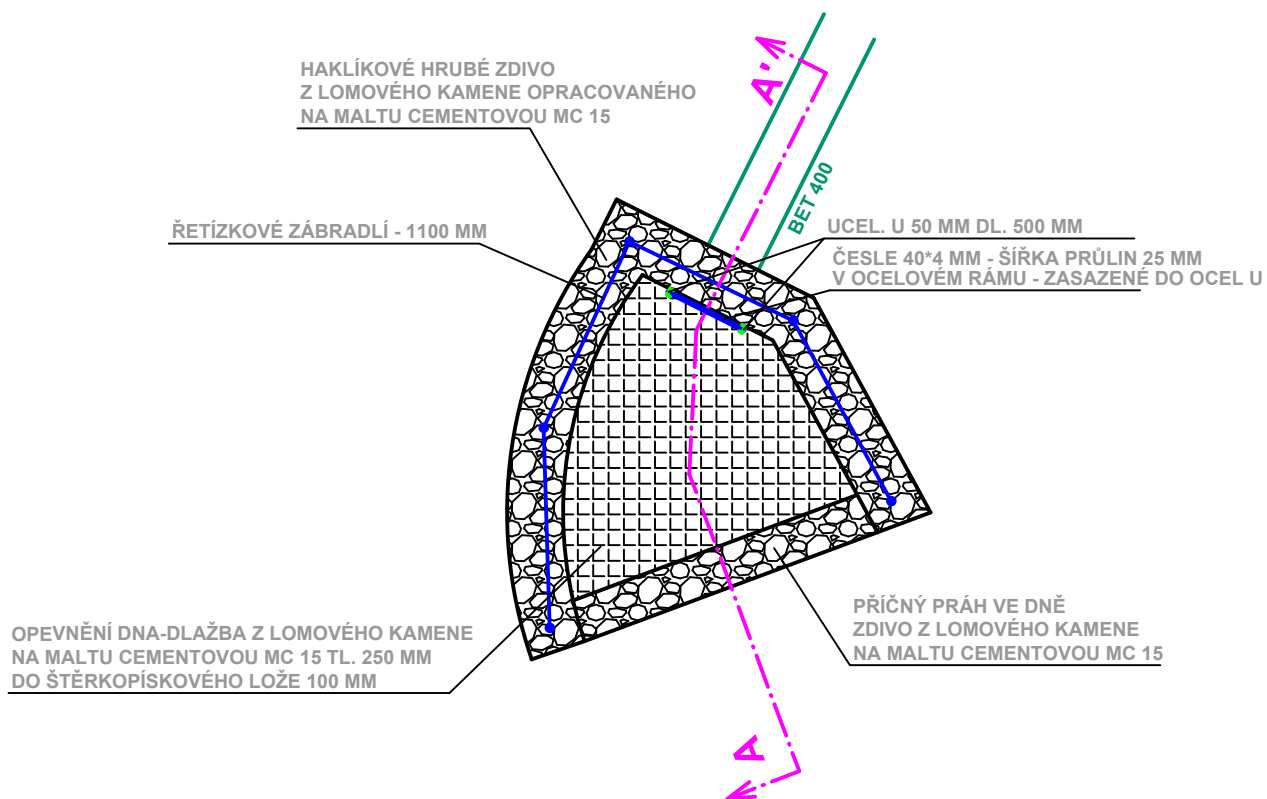 HAKLÍKOVÉ HRUBÉ ZDIVO
Z LOMOVÉHO KAMENE OPRACOVANÉHO
NA MALTU CEMENTOVOU MC 15
A'
BET 400
ŘETÍZKOVÉ ZÁBRADLÍ - 1100 MM
UCEL. U 50 MM DL. 500 MM
ČESLE 40*4 MM - ŠÍŘKA PRŮLIN 25 MM
V OCELOVÉM RÁMU - ZASAZENÉ DO OCEL U
OPEVNĚNÍ DNA-DLAŽBA Z LOMOVÉHO KAMENE
NA MALTU CEMENTOVOU MC 15 TL. 250 MM
DO ŠTĚRKOPÍSKOVÉHO LOŽE 100 MM
PŘÍČNÝ PRÁH VE DNĚ
ZDIVO Z LOMOVÉHO KAMENE
NA MALTU CEMENTOVOU MC 15
A